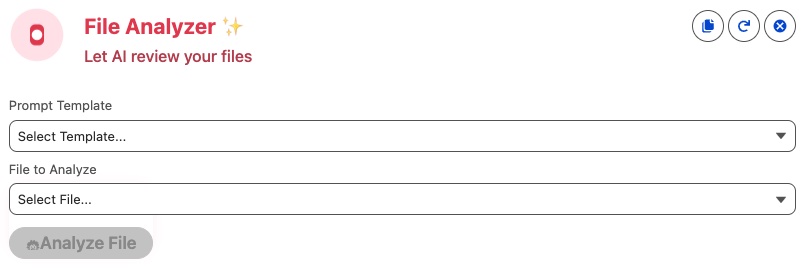 File Analyzer ✨
Let AI review your files
Prompt Template
Select Template...
File to Analyze
Select File...
Analyze File